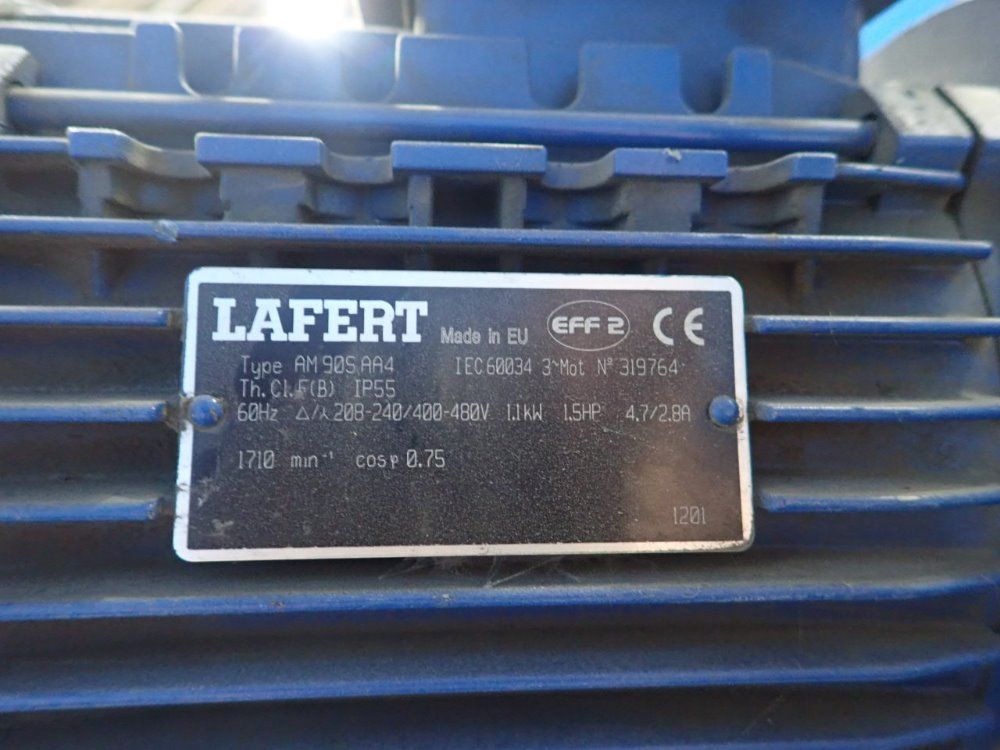 LAFERT Made in EU EFF 2 CE
Type AM 90S AA4 IEC 60034 3~Mot Nº 319764
Th. Cl. F(B) IP55
60Hz △/⅄ 208-240/400-480V 1.1kW 1.5HP 4.7/2.8A
1710 min⁻¹ cosφ 0.75
1201